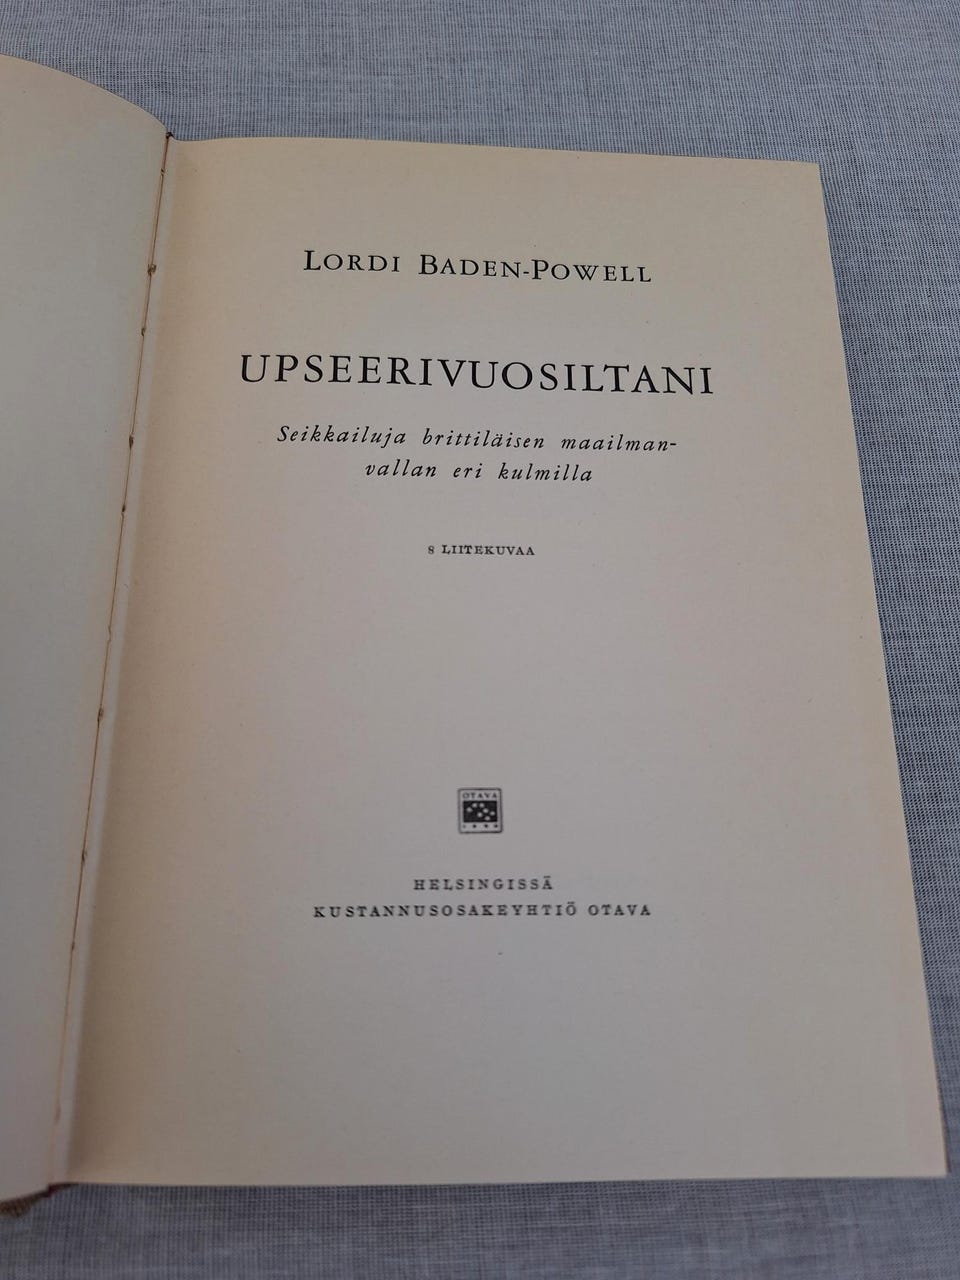 LORDI BADEN-POWELL
UPSEERIVUOSILTANI
Seikkailuja brittiläisen maailman-
vallan eri kulmilla
8 LIITEKUVAA
OTAVA
HELSINGISSÄ
KUSTANNUSOSAKEYHTIÖ OTAVA